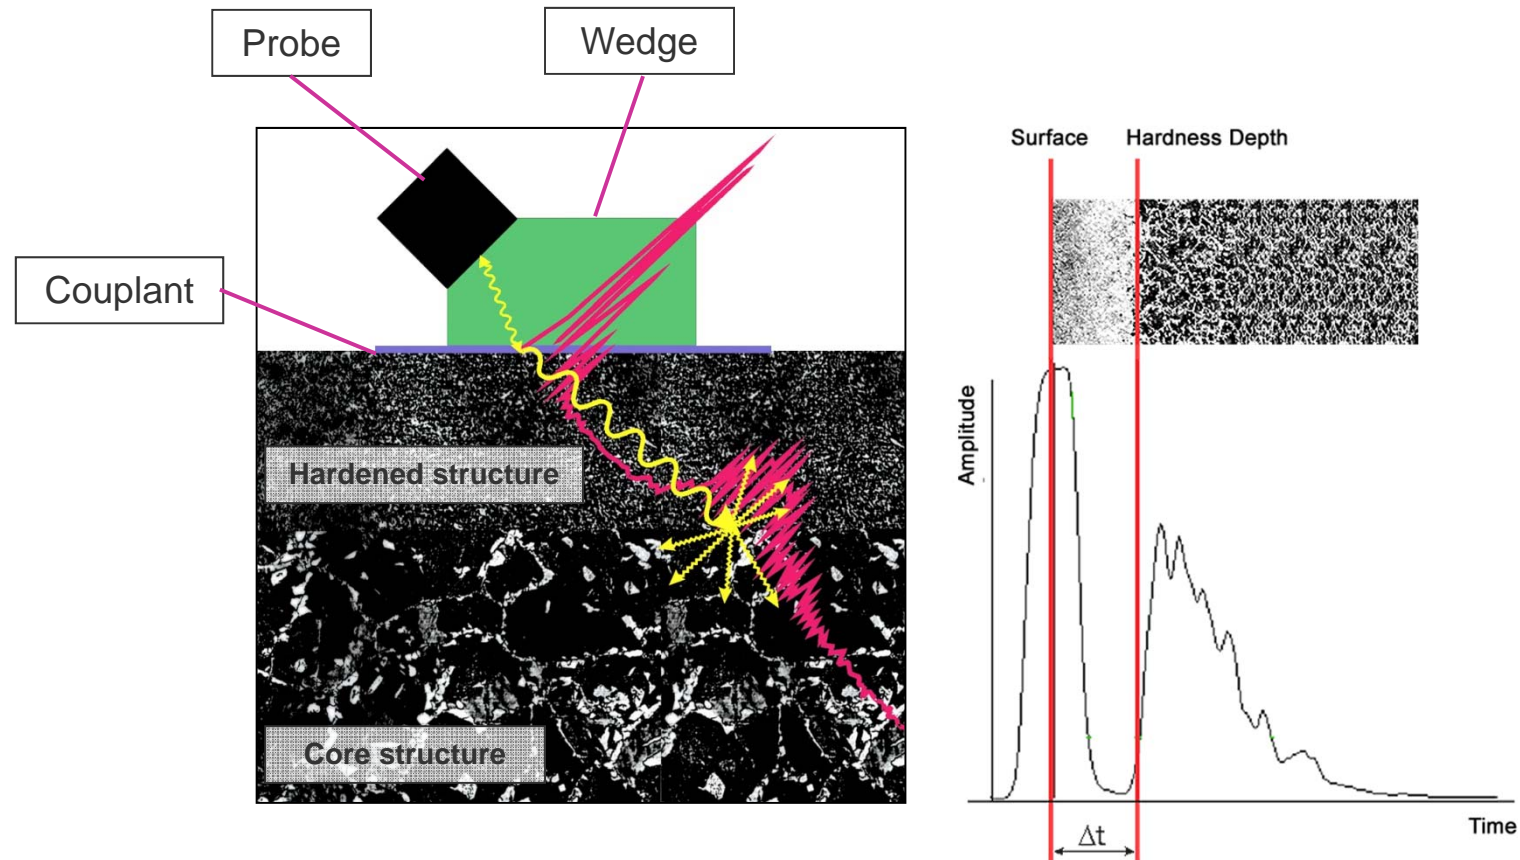 Probe
Wedge
Couplant
Hardened structure
Core structure
Surface
Hardness Depth
Amplitude
Time
Δt